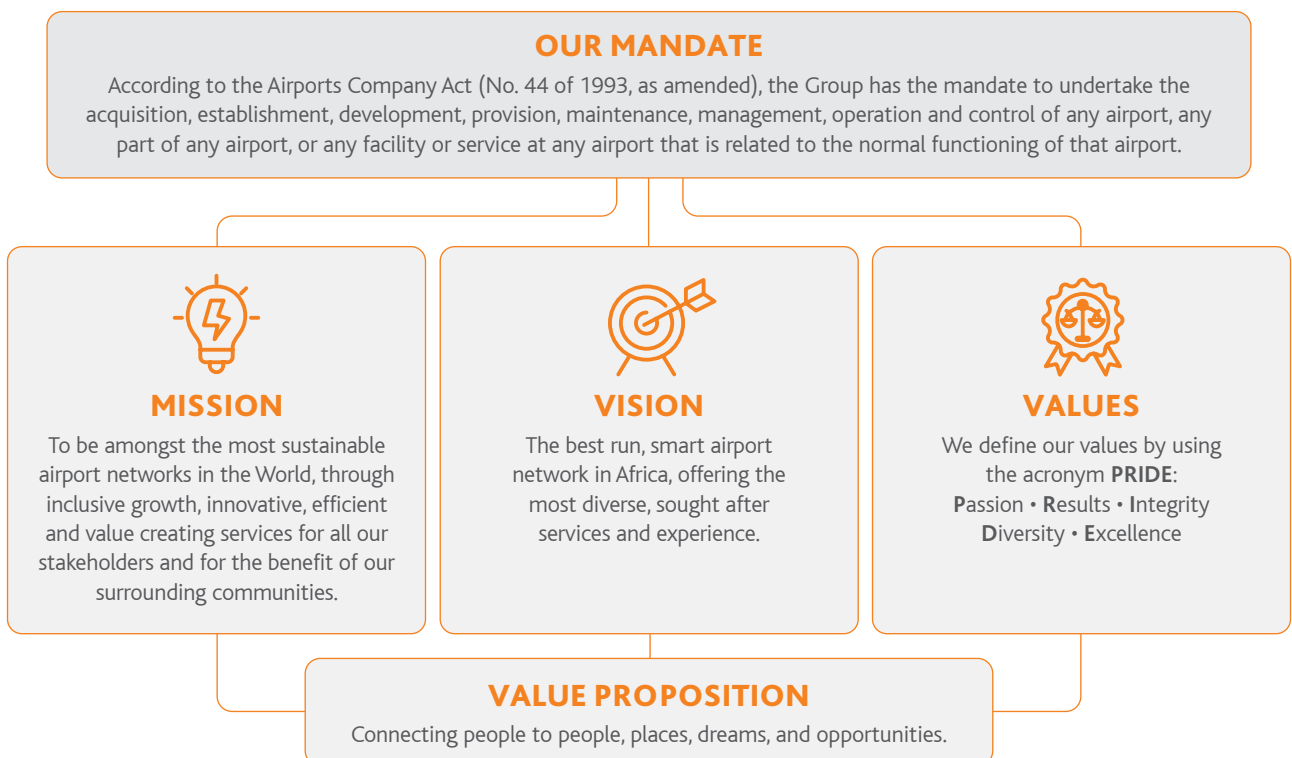 OUR MANDATE
According to the Airports Company Act (No. 44 of 1993, as amended), the Group has the mandate to undertake the
acquisition, establishment, development, provision, maintenance, management, operation and control of any airport, any
part of any airport, or any facility or service at any airport that is related to the normal functioning of that airport.
MISSION
To be amongst the most sustainable
airport networks in the World, through
inclusive growth, innovative, efficient
and value creating services for all our
stakeholders and for the benefit of our
surrounding communities.
VISION
The best run, smart airport
network in Africa, offering the
most diverse, sought after
services and experience.
VALUES
We define our values by using
the acronym PRIDE:
Passion • Results • Integrity
Diversity • Excellence
VALUE PROPOSITION
Connecting people to people, places, dreams, and opportunities.